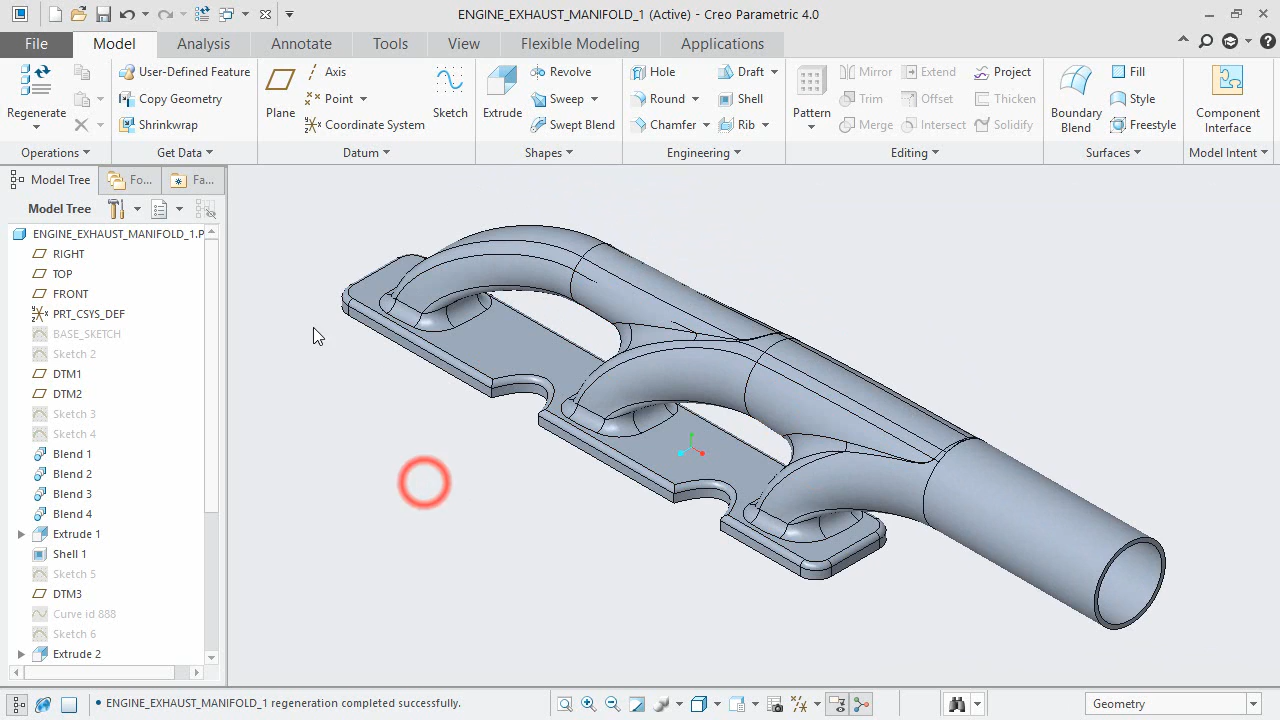 ENGINE_EXHAUST_MANIFOLD_1 (Active) - Creo Parametric 4.0
File Model Analysis Annotate Tools View Flexible Modeling Applications
Regenerate
Operations
User-Defined Feature
Copy Geometry
Shrinkwrap
Get Data
Plane
Axis
Point
Coordinate System
Sketch
Datum
Extrude
Revolve
Sweep
Swept Blend
Shapes
Hole
Round
Chamfer
Draft
Shell
Rib
Engineering
Pattern
Mirror
Trim
Merge
Extend
Offset
Intersect
Project
Thicken
Solidify
Editing
Boundary
Blend
Fill
Style
Freestyle
Surfaces
Component
Interface
Model Intent
Model Tree Fo... Fa...
Model Tree
ENGINE_EXHAUST_MANIFOLD_1.P
RIGHT
TOP
FRONT
PRT_CSYS_DEF
BASE_SKETCH
Sketch 2
DTM1
DTM2
Sketch 3
Sketch 4
Blend 1
Blend 2
Blend 3
Blend 4
Extrude 1
Shell 1
Sketch 5
DTM3
Curve id 888
Sketch 6
Extrude 2
• ENGINE_EXHAUST_MANIFOLD_1 regeneration completed successfully.
Geometry